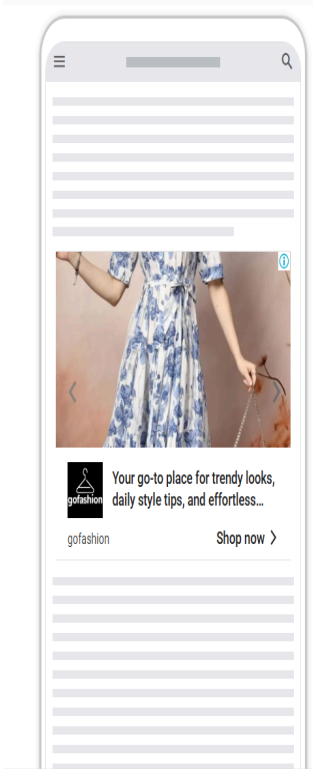 gofashion
Your go-to place for trendy looks,
daily style tips, and effortless...
gofashion
Shop now